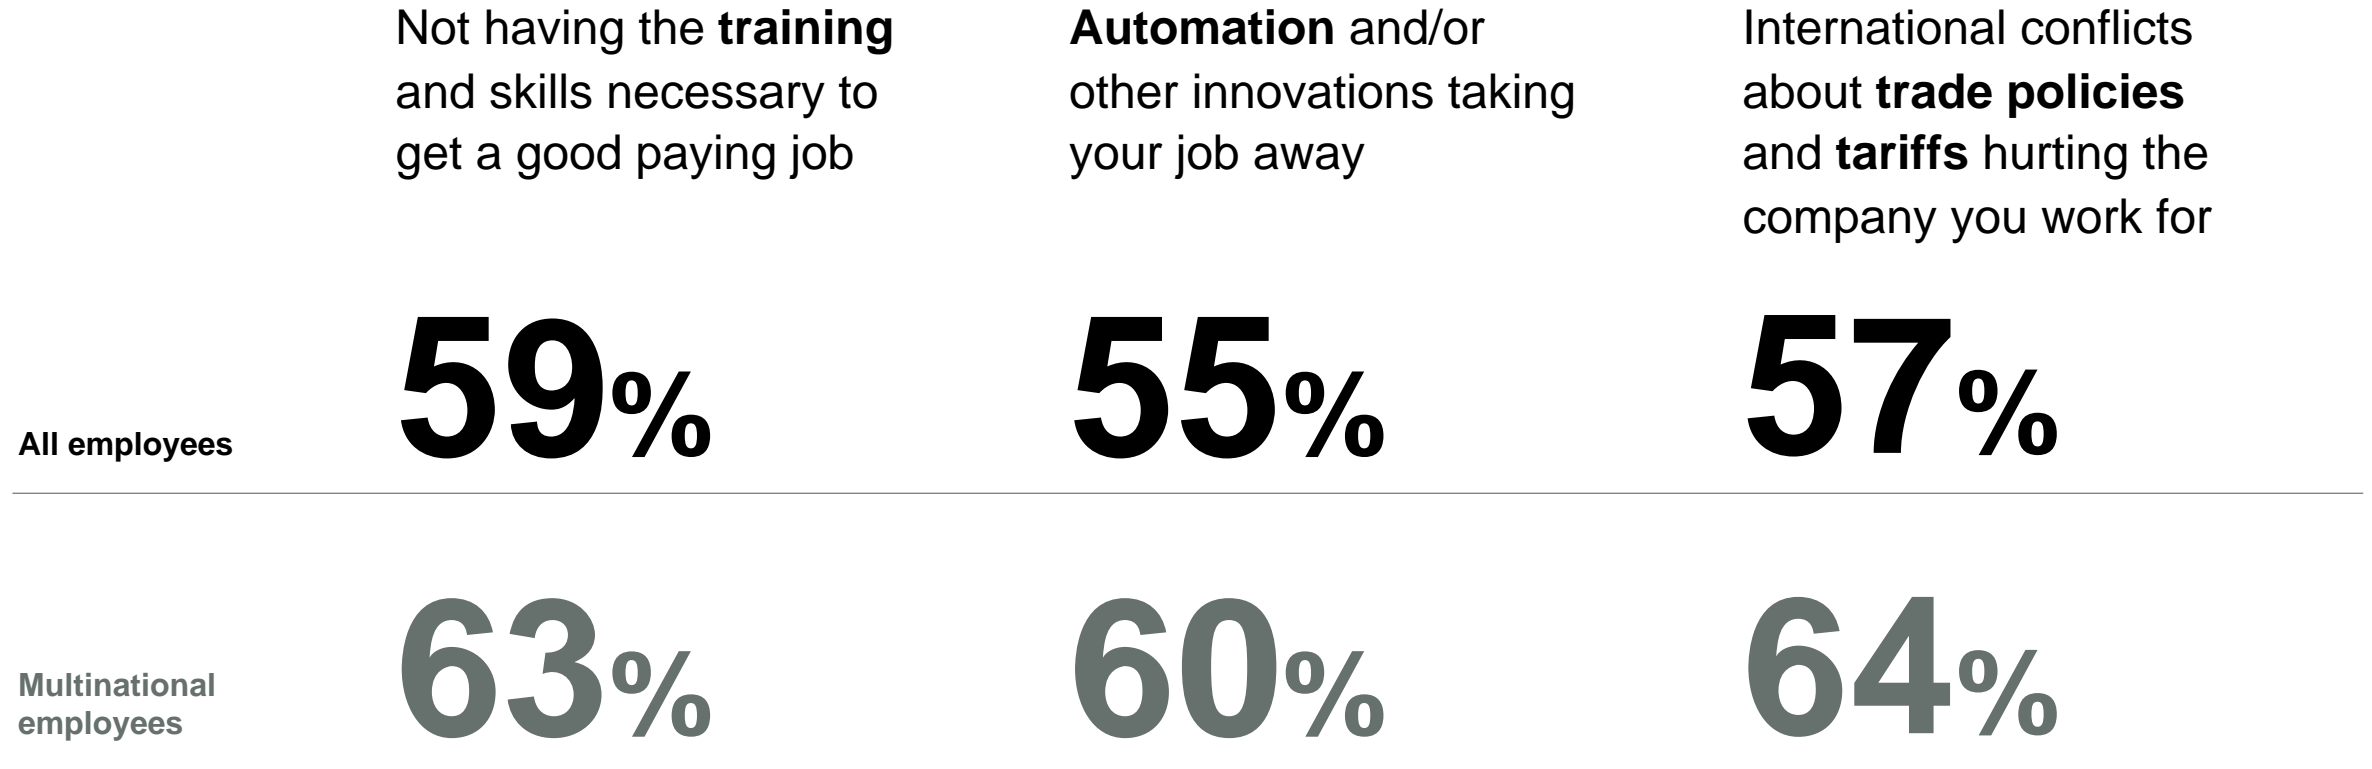 Not having the training
and skills necessary to
get a good paying job
Automation and/or
other innovations taking
your job away
International conflicts
about trade policies
and tariffs hurting the
company you work for
All employees
59%
55%
57%
Multinational
employees
63%
60%
64%